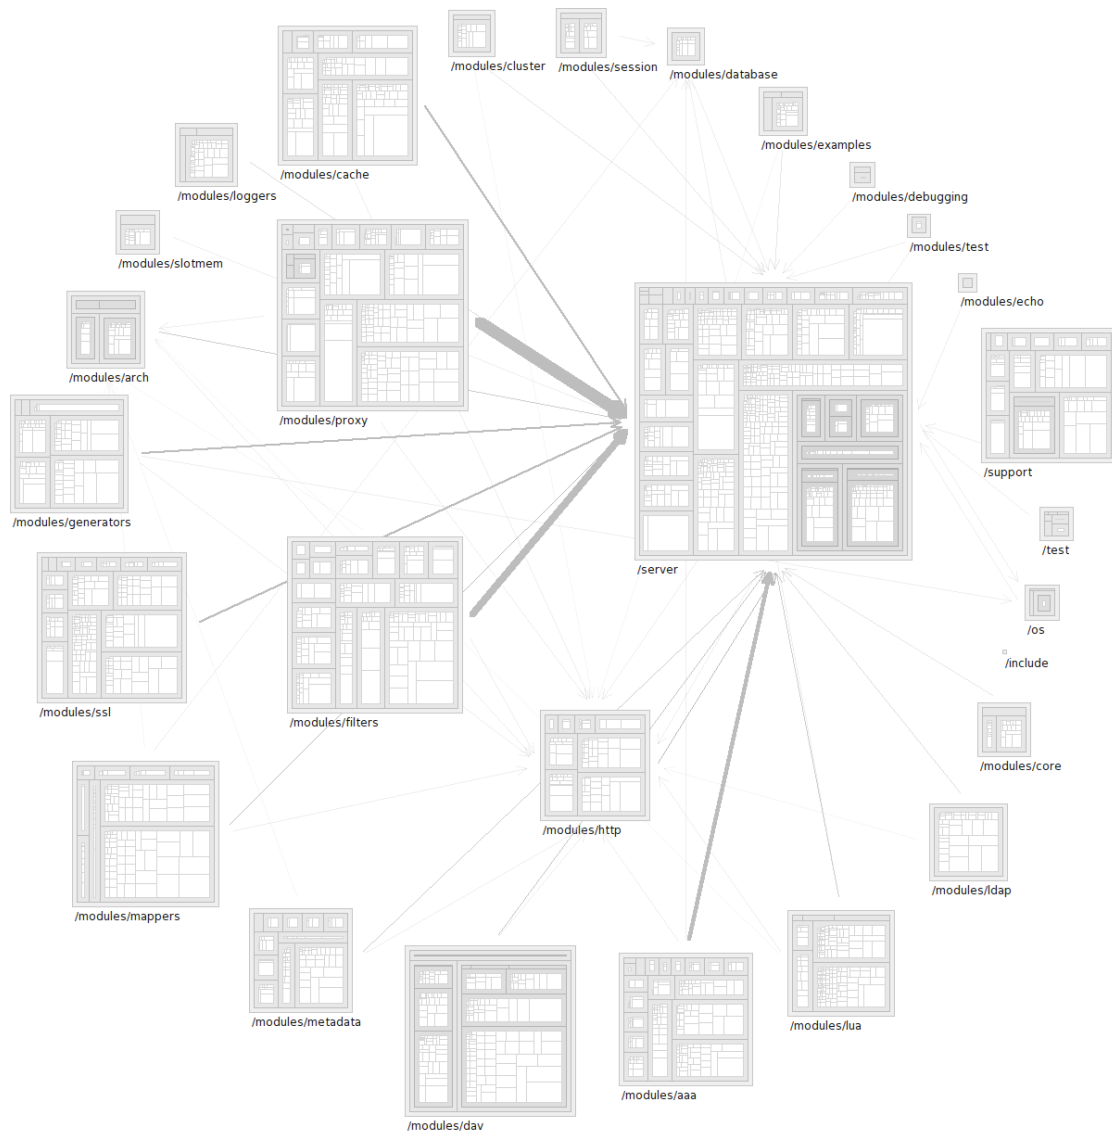 /modules/cluster
/modules/session
/modules/database
/modules/examples
/modules/cache
/modules/loggers
/modules/debugging
/modules/test
/modules/slotmem
/modules/echo
/modules/arch
/modules/proxy
/support
/modules/generators
/test
/server
/os
/include
/modules/ssl
/modules/filters
/modules/core
/modules/http
/modules/ldap
/modules/mappers
/modules/metadata
/modules/lua
/modules/aaa
/modules/dav